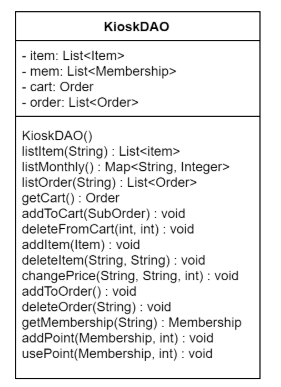 KioskDAO
- item: List<Item>
- mem: List<Membership>
- cart: Order
- order: List<Order>
KioskDAO()
listItem(String) : List<item>
listMonthly() : Map<String, Integer>
listOrder(String) : List<Order>
getCart() : Order
addToCart(SubOrder) : void
deleteFromCart(int, int) : void
addItem(Item) : void
deleteItem(String, String) : void
changePrice(String, String, int) : void
addToOrder() : void
deleteOrder(String) : void
getMembership(String) : Membership
addPoint(Membership, int) : void
usePoint(Membership, int) : void